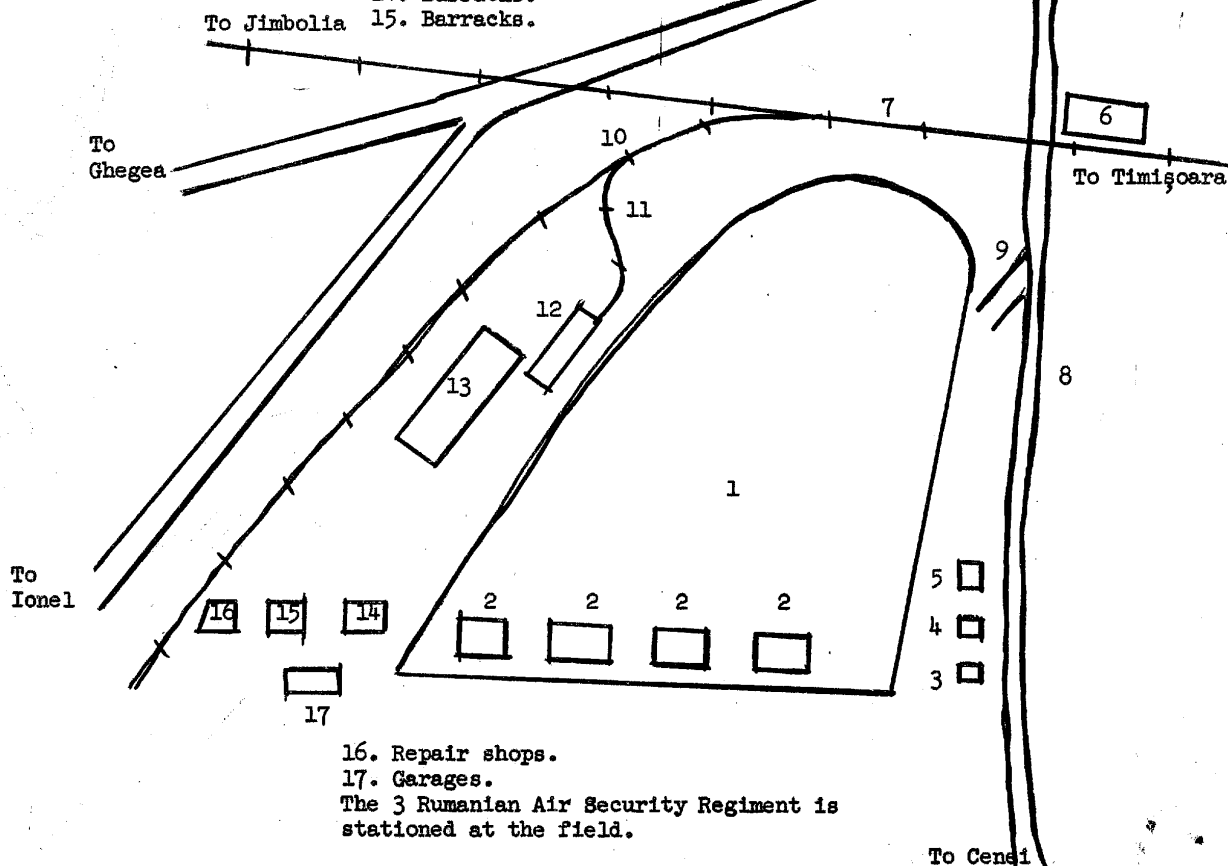 To Jimbolia
15. Barracks.
7
6
To
Ghegea
10
To Timişoara
11
9
12
13
8
1
To
Ionel
5
2 2 2 2
16 15 14
4
3
17
16. Repair shops.
17. Garages.
The 3 Rumanian Air Security Regiment is
stationed at the field.
To Cenei